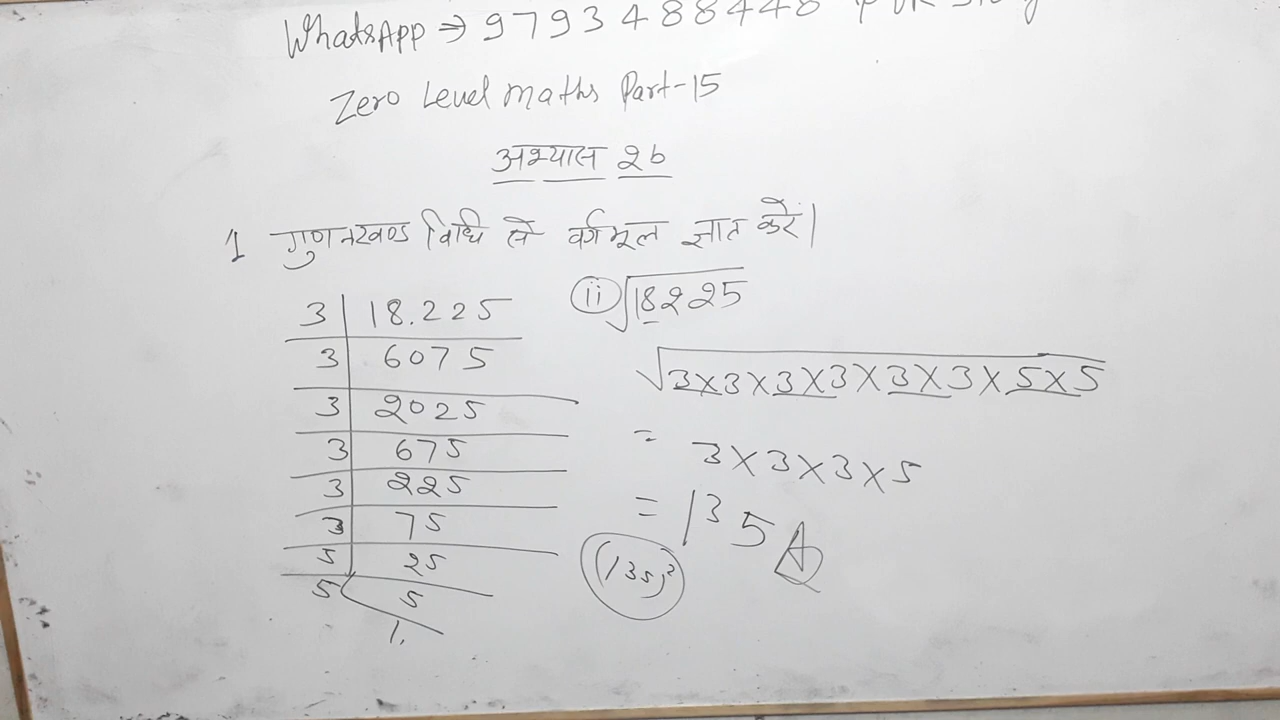 WhatsApp ⇒ 9793488448
Zero Level maths Part-15
अभ्यास 2b
1 गुणनखण्ड विधि से वर्गमूल ज्ञात करें।
ii √18225
3 | 18.225
3 | 6075
3 | 2025
3 | 675
3 | 225
3 | 75
5 | 25
5 | 5
1.
√3×3×3×3×3×3×5×5
= 3×3×3×5
= 135 A
(135)²